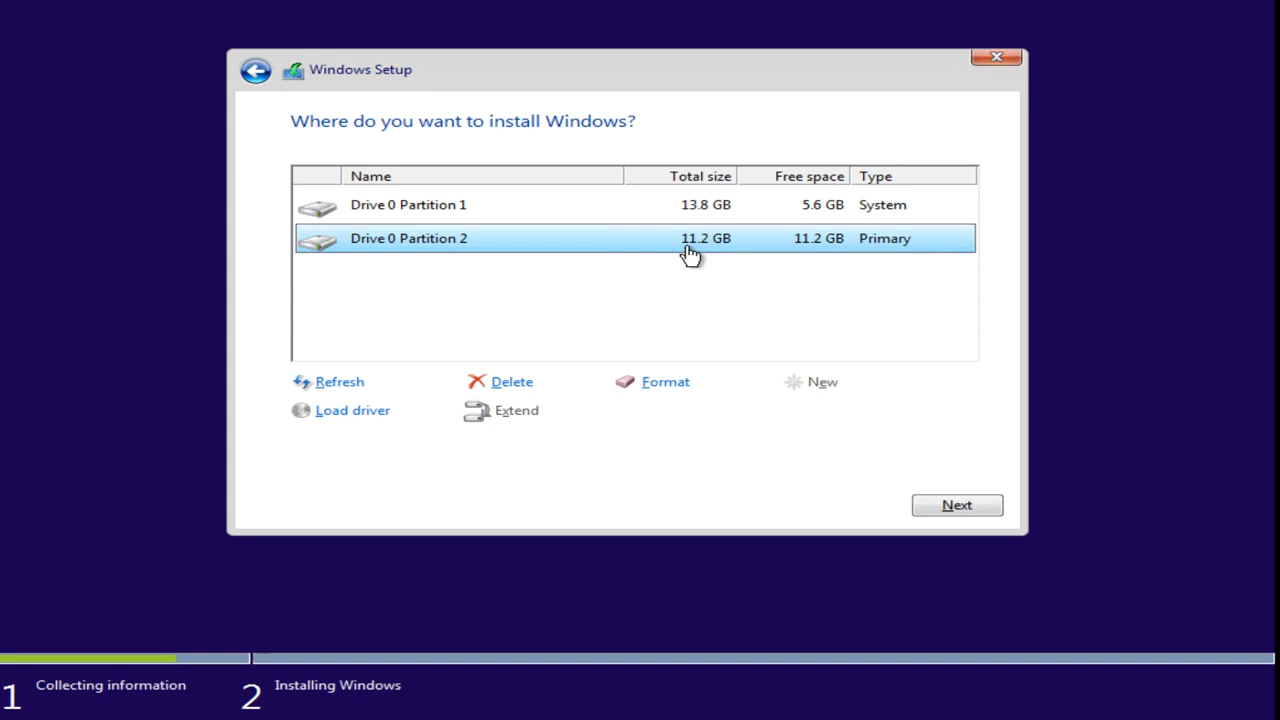 Windows Setup
Where do you want to install Windows?
Name Total size Free space Type
Drive 0 Partition 1 13.8 GB 5.6 GB System
Drive 0 Partition 2 11.2 GB 11.2 GB Primary
Refresh Delete Format New
Load driver Extend
Next
1 Collecting information 2 Installing Windows